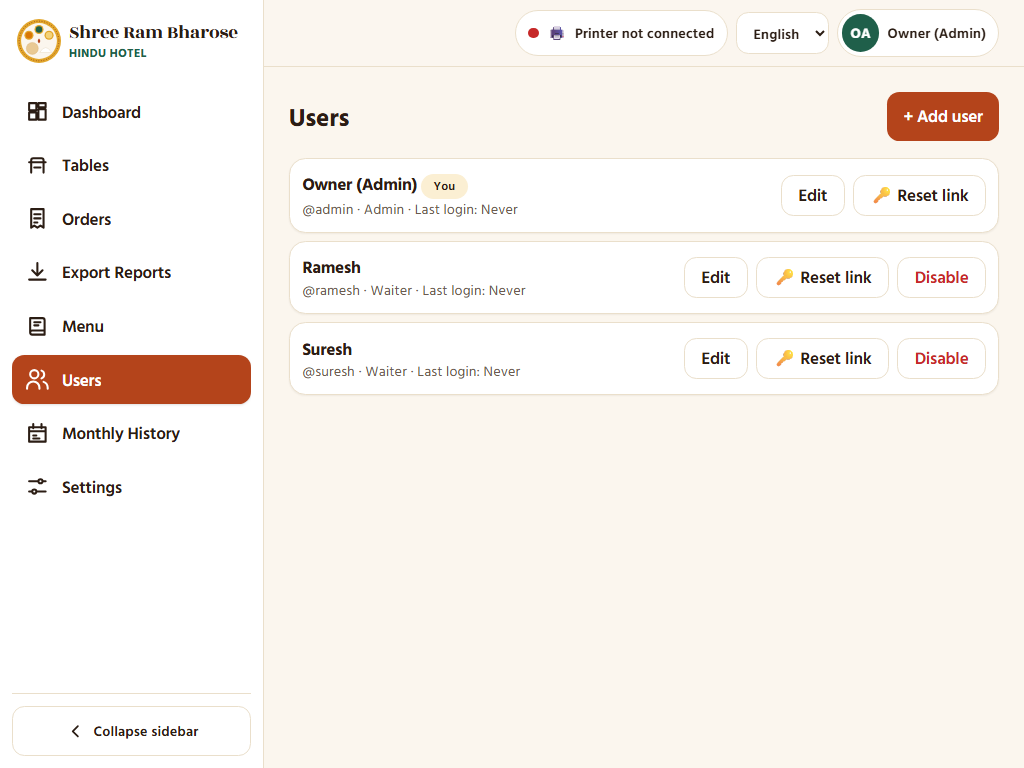 Shree Ram Bharose
HINDU HOTEL
Dashboard
Tables
Orders
Export Reports
Menu
Users
Monthly History
Settings
Collapse sidebar
Printer not connected
English
OA
Owner (Admin)
Users
+ Add user
Owner (Admin) You
@admin · Admin · Last login: Never
Edit
Reset link
Ramesh
@ramesh · Waiter · Last login: Never
Edit
Reset link
Disable
Suresh
@suresh · Waiter · Last login: Never
Edit
Reset link
Disable